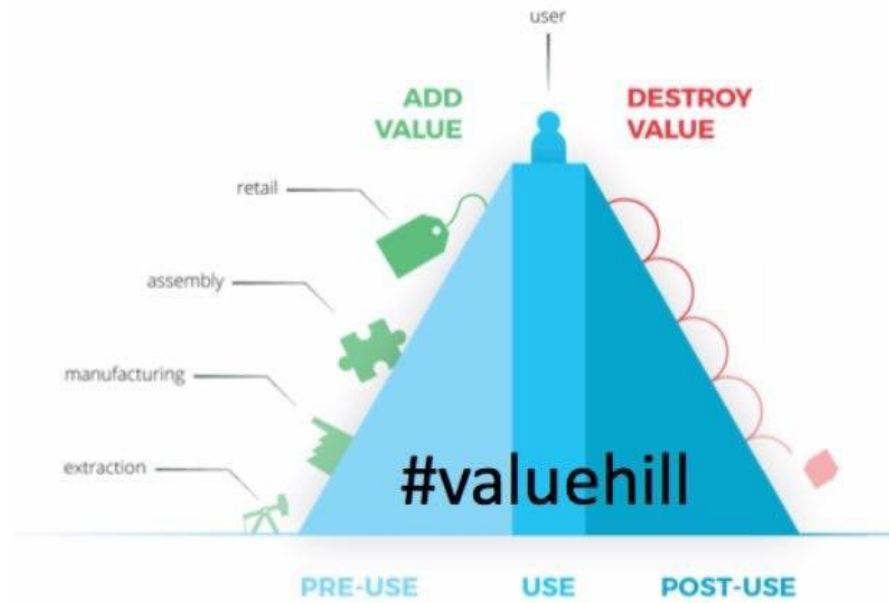 user
ADD
VALUE
DESTROY
VALUE
retail
assembly
manufacturing
extraction
#valuehill
PRE-USE
USE
POST-USE